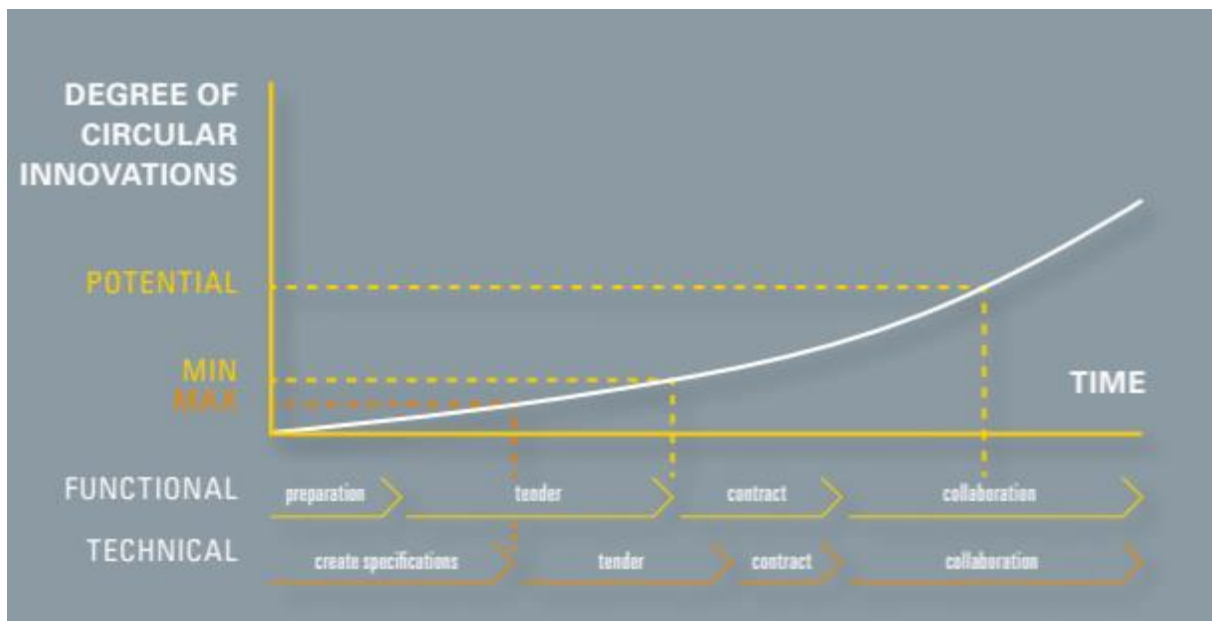 DEGREE OF
CIRCULAR
INNOVATIONS
POTENTIAL
MIN
MAX
TIME
FUNCTIONAL
preparation
tender
contract
collaboration
TECHNICAL
create specifications
tender
contract
collaboration